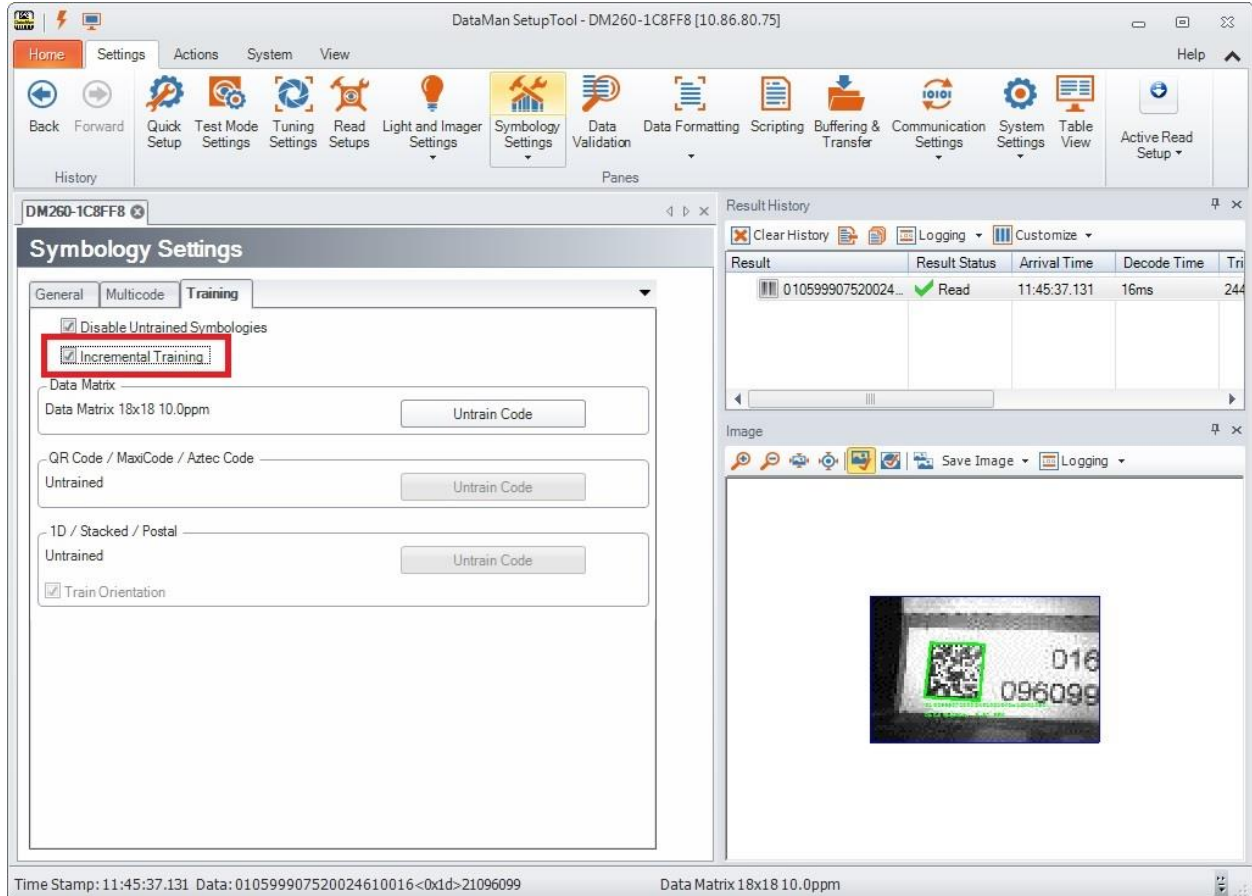 DataMan SetupTool - DM260-1C8FF8 [10.86.80.75]
Home Settings Actions System View Help
Back Forward
Quick Setup
Test Mode Settings
Tuning Settings
Read Setups
Light and Imager Settings
Symbology Settings
Data Validation
Data Formatting
Scripting
Buffering & Transfer
Communication Settings
System Settings
Table View
Active Read Setup
History Panes
DM260-1C8FF8
Symbology Settings
General Multicode Training
Disable Untrained Symbologies
Incremental Training
Data Matrix
Data Matrix 18x18 10.0ppm Untrain Code
QR Code / MaxiCode / Aztec Code
Untrained Untrain Code
1D / Stacked / Postal
Untrained Untrain Code
Train Orientation
Result History
Clear History Logging Customize
Result Result Status Arrival Time Decode Time Tri
010599907520024... Read 11:45:37.131 16ms 244
Image
Save Image Logging
016
096099
Time Stamp: 11:45:37.131 Data: 010599907520024610016<0x1d>21096099 Data Matrix 18x18 10.0ppm